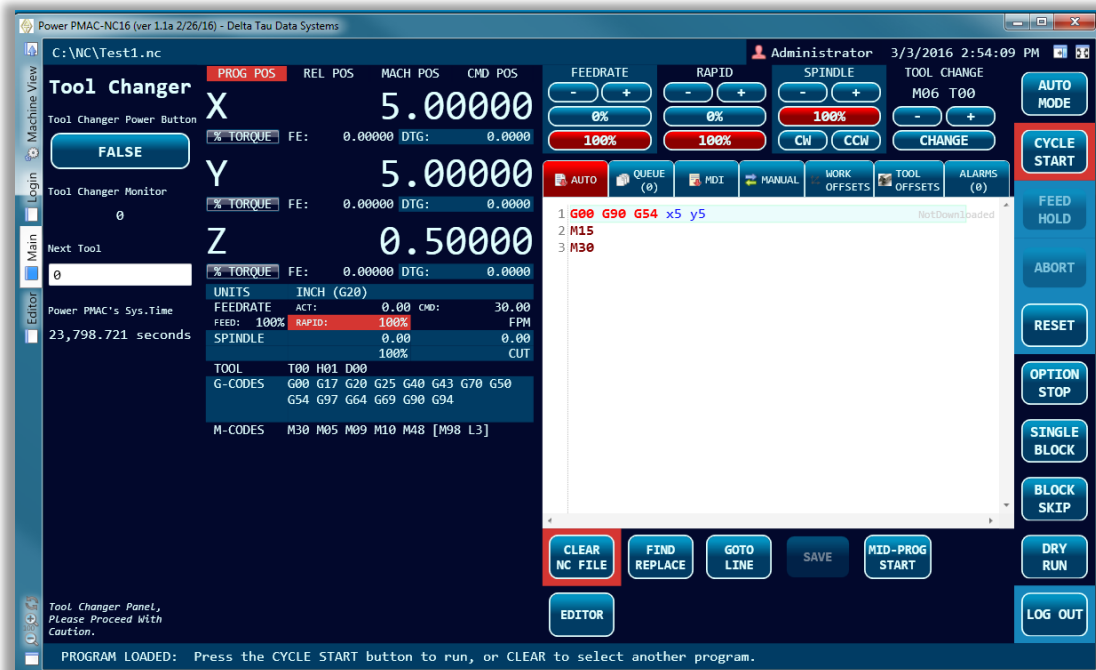 Power PMAC-NC16 (ver 1.1a 2/26/16) - Delta Tau Data Systems
C:\NC\Test1.nc
Administrator 3/3/2016 2:54:09 PM
Machine View
Login
Main
Editor
Tool Changer
Tool Changer Power Button
FALSE
Tool Changer Monitor
0
Next Tool
0
Power PMAC's Sys.Time
23,798.721 seconds
Tool Changer Panel,
Please Proceed With
Caution.
PROG POS REL POS MACH POS CMD POS
X 5.00000
% TORQUE FE: 0.00000 DTG: 0.0000
Y 5.00000
% TORQUE FE: 0.00000 DTG: 0.0000
Z 0.50000
% TORQUE FE: 0.00000 DTG: 0.0000
UNITS INCH (G20)
FEEDRATE ACT: 0.00 CMD: 30.00
FEED: 100% RAPID: 100% FPM
SPINDLE 0.00 0.00
100% CUT
TOOL T00 H01 D00
G-CODES G00 G17 G20 G25 G40 G43 G70 G50
G54 G97 G64 G69 G90 G94
M-CODES M30 M05 M09 M10 M48 [M98 L3]
FEEDRATE RAPID SPINDLE TOOL CHANGE
- + - + - + M06 T00
0% 0% 100% - +
100% 100% CW CCW CHANGE
AUTO QUEUE (0) MDI MANUAL WORK OFFSETS TOOL OFFSETS ALARMS (0)
1 G00 G90 G54 x5 y5 NotDownloaded
2 M15
3 M30
CLEAR NC FILE FIND REPLACE GOTO LINE SAVE MID-PROG START
EDITOR
AUTO
MODE
CYCLE
START
FEED
HOLD
ABORT
RESET
OPTION
STOP
SINGLE
BLOCK
BLOCK
SKIP
DRY
RUN
LOG OUT
PROGRAM LOADED: Press the CYCLE START button to run, or CLEAR to select another program.